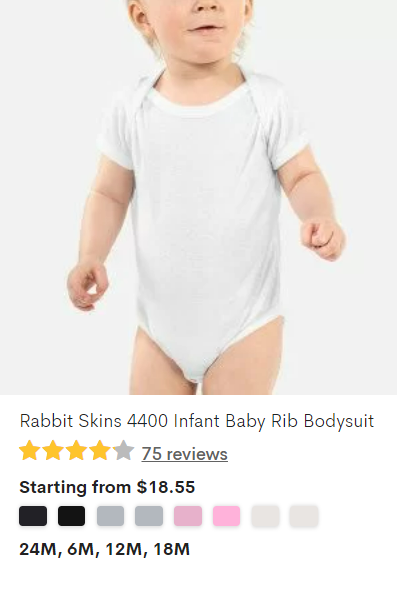 Rabbit Skins 4400 Infant Baby Rib Bodysuit
75 reviews
Starting from $18.55
24M, 6M, 12M, 18M